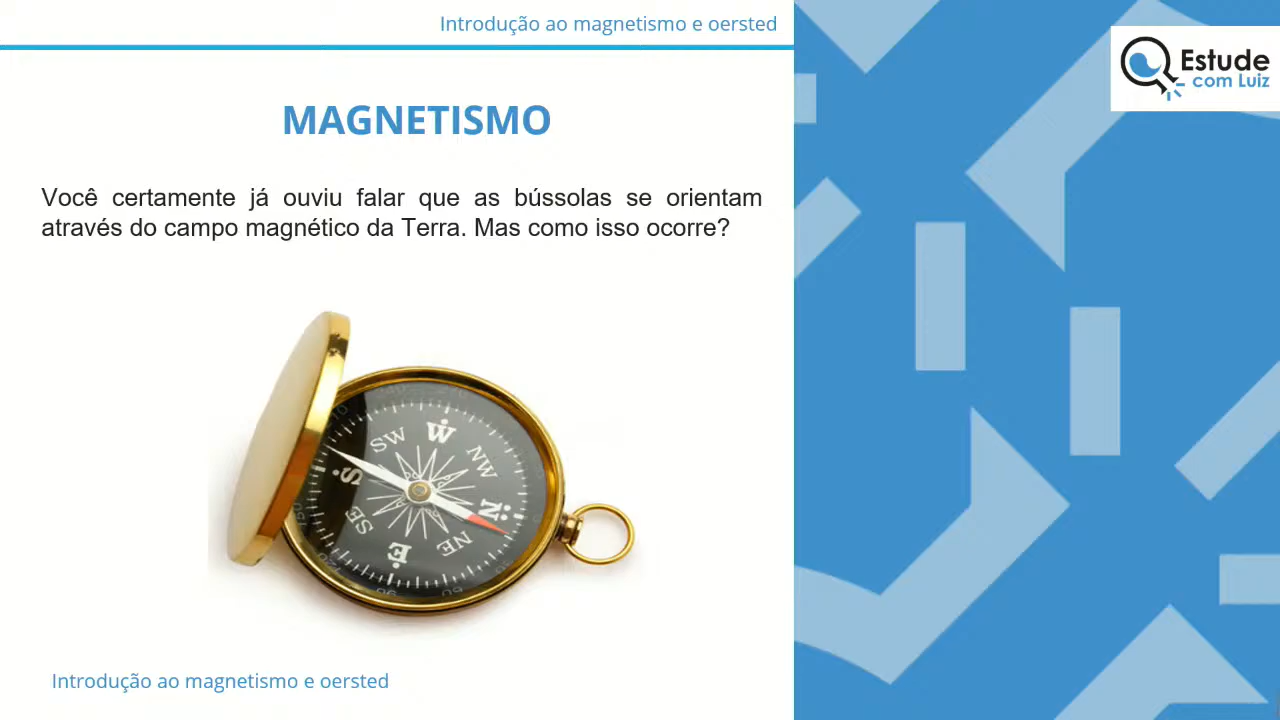 Introdução ao magnetismo e oersted
Estude
com Luiz
MAGNETISMO
Você certamente já ouviu falar que as bússolas se orientam
através do campo magnético da Terra. Mas como isso ocorre?
W
SW
NW
S
N
SE
NE
E
Introdução ao magnetismo e oersted